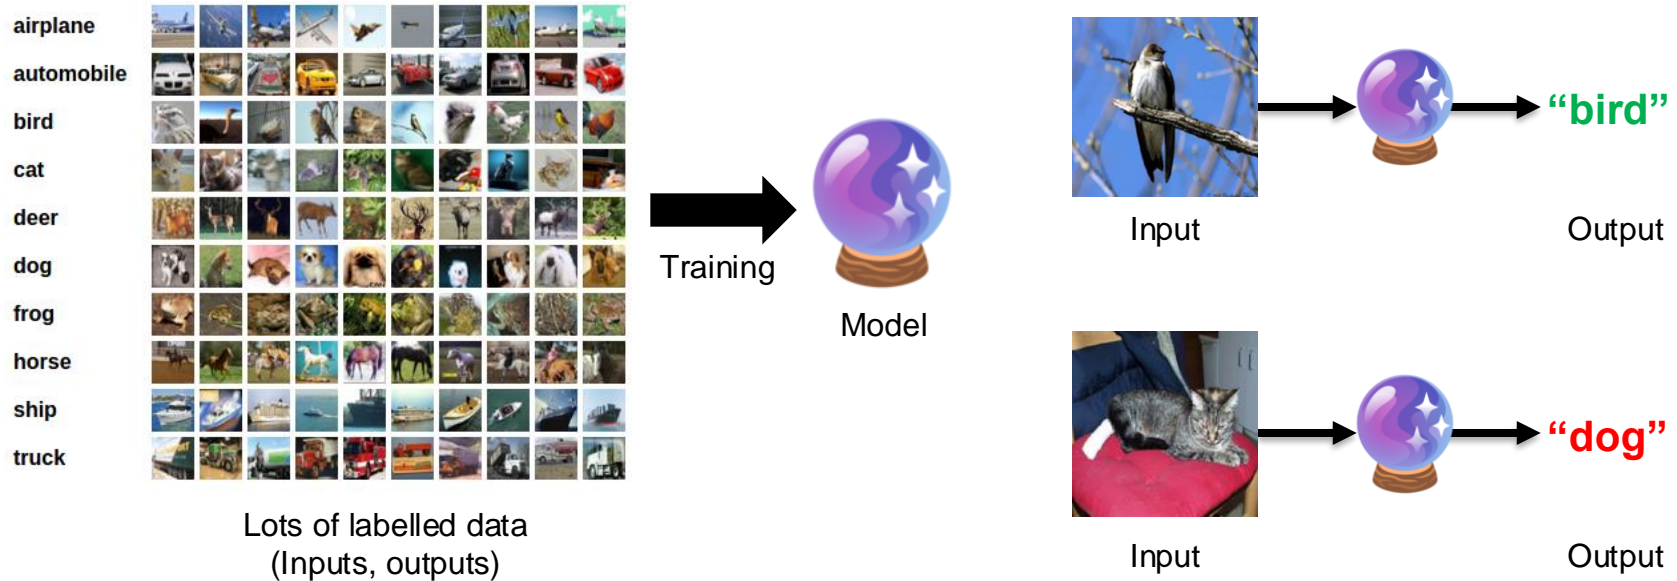 airplane
automobile
bird
cat
deer
dog
frog
horse
ship
truck
Lots of labelled data
(Inputs, outputs)
Training
Model
“bird”
Input
Output
“dog”
Input
Output